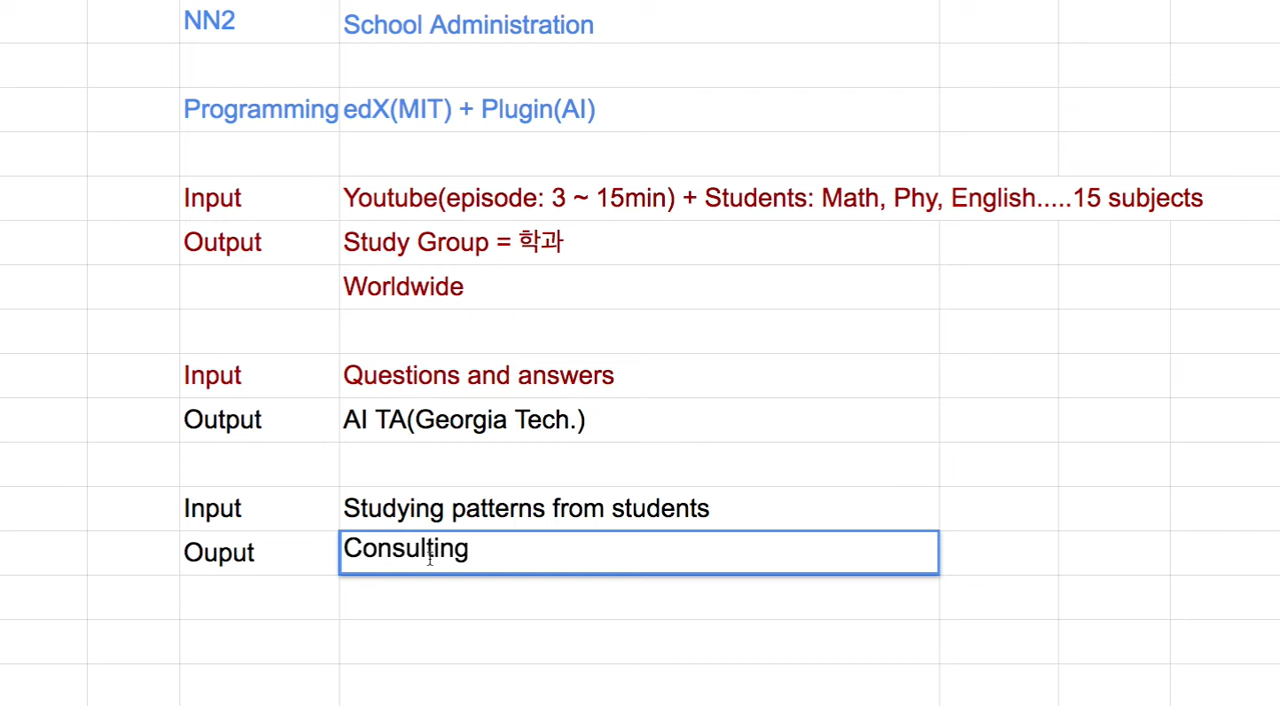 NN2 School Administration
Programming edX(MIT) + Plugin(AI)
Input Youtube(episode: 3 ~ 15min) + Students: Math, Phy, English.....15 subjects
Output Study Group = 학과
Worldwide
Input Questions and answers
Output AI TA(Georgia Tech.)
Input Studying patterns from students
Ouput Consulting